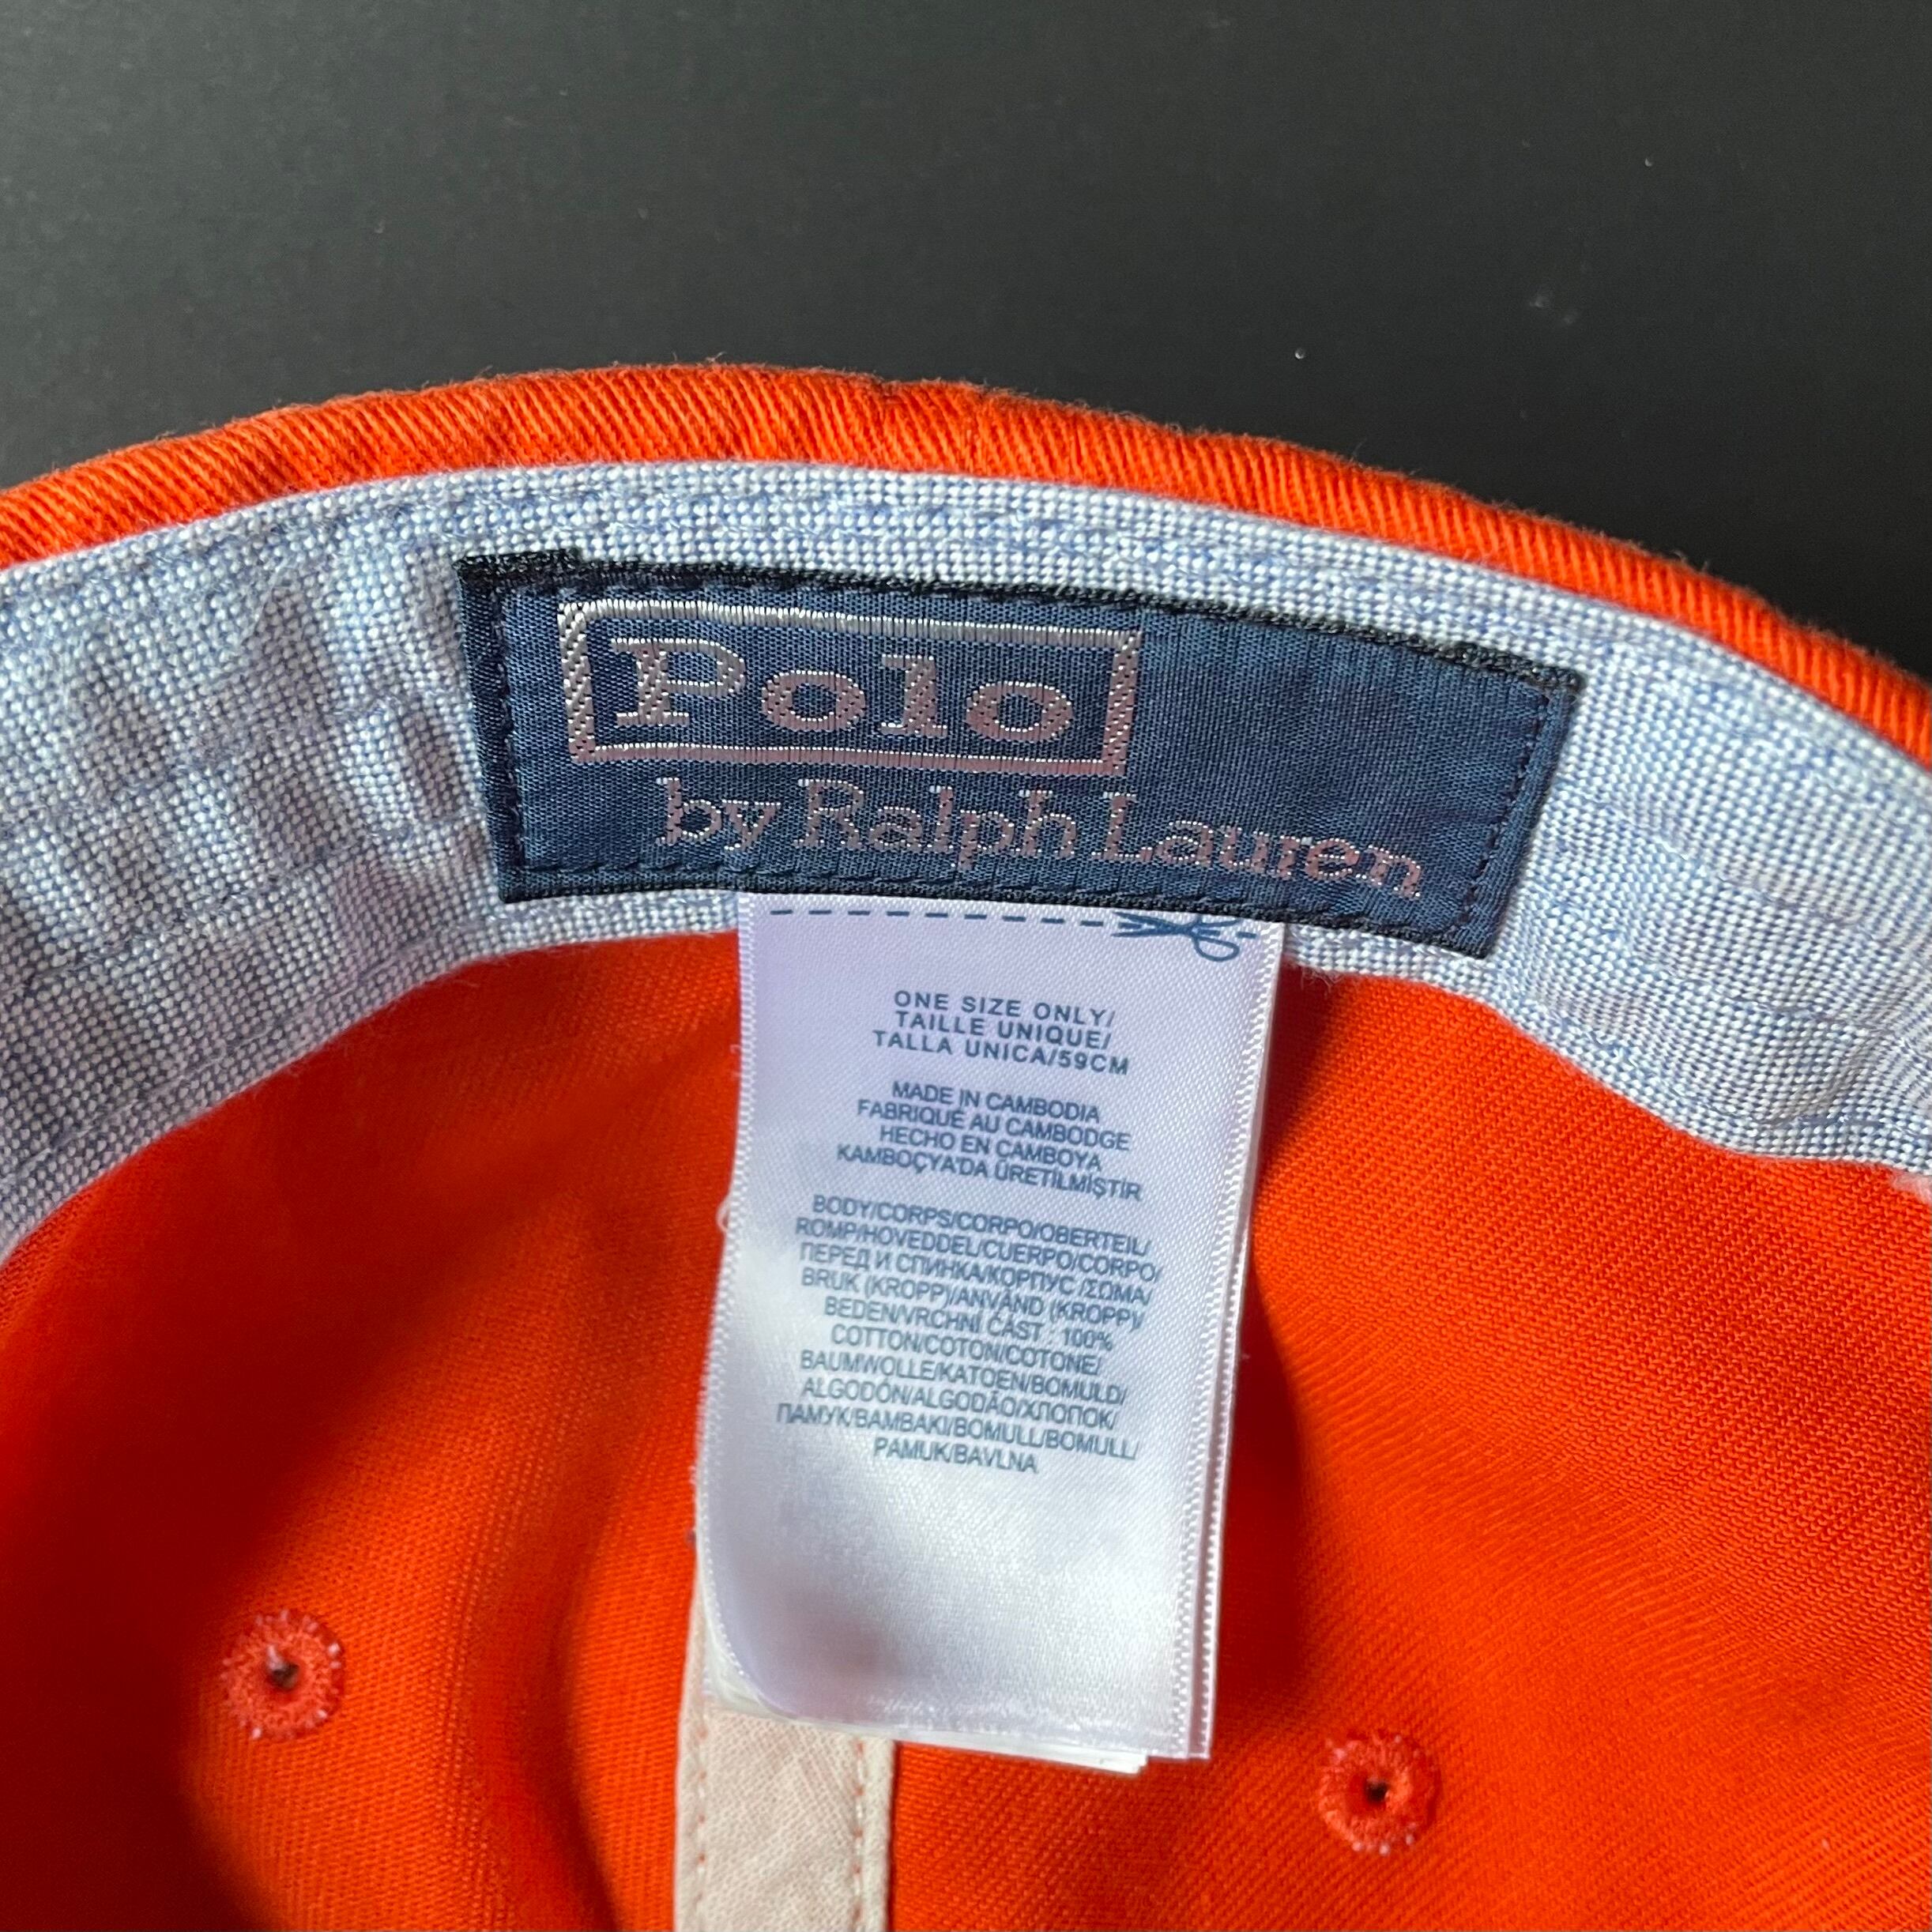 Polo
by Ralph Lauren
ONE SIZE ONLY/
TAILLE UNIQUE/
TALLA UNICA/59CM
MADE IN CAMBODIA
FABRIQUÉ AU CAMBODGE
HECHO EN CAMBOYA
KAMBOÇYA'DA ÜRETİLMİŞTİR
BODY/CORPS/CORPO/OBERTEIL/
ROMP/HOVEDDEL/CUERPO/CORPO/
ПЕРЕД И СПИНКА/КОРПУС /ΣΩΜΑ/
BRUK (KROPP)/ANVÄND (KROPP)/
BEDEN/VRCHNÍ ČÁST : 100%
COTTON/COTON/COTONE/
BAUMWOLLE/KATOEN/BOMULD/
ALGODÓN/ALGODÃO/ХЛОПОК/
ПАМУК/BAMBAKI/BOMULL/BOMULL/
PAMUK/BAVLNA